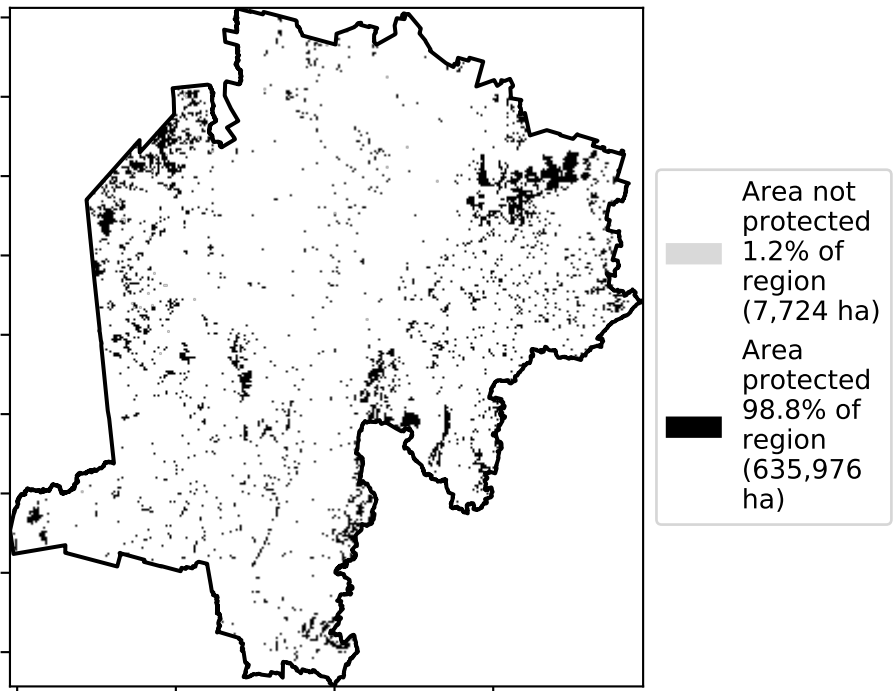 Area not
protected
1.2% of
region
(7,724 ha)
Area
protected
98.8% of
region
(635,976
ha)